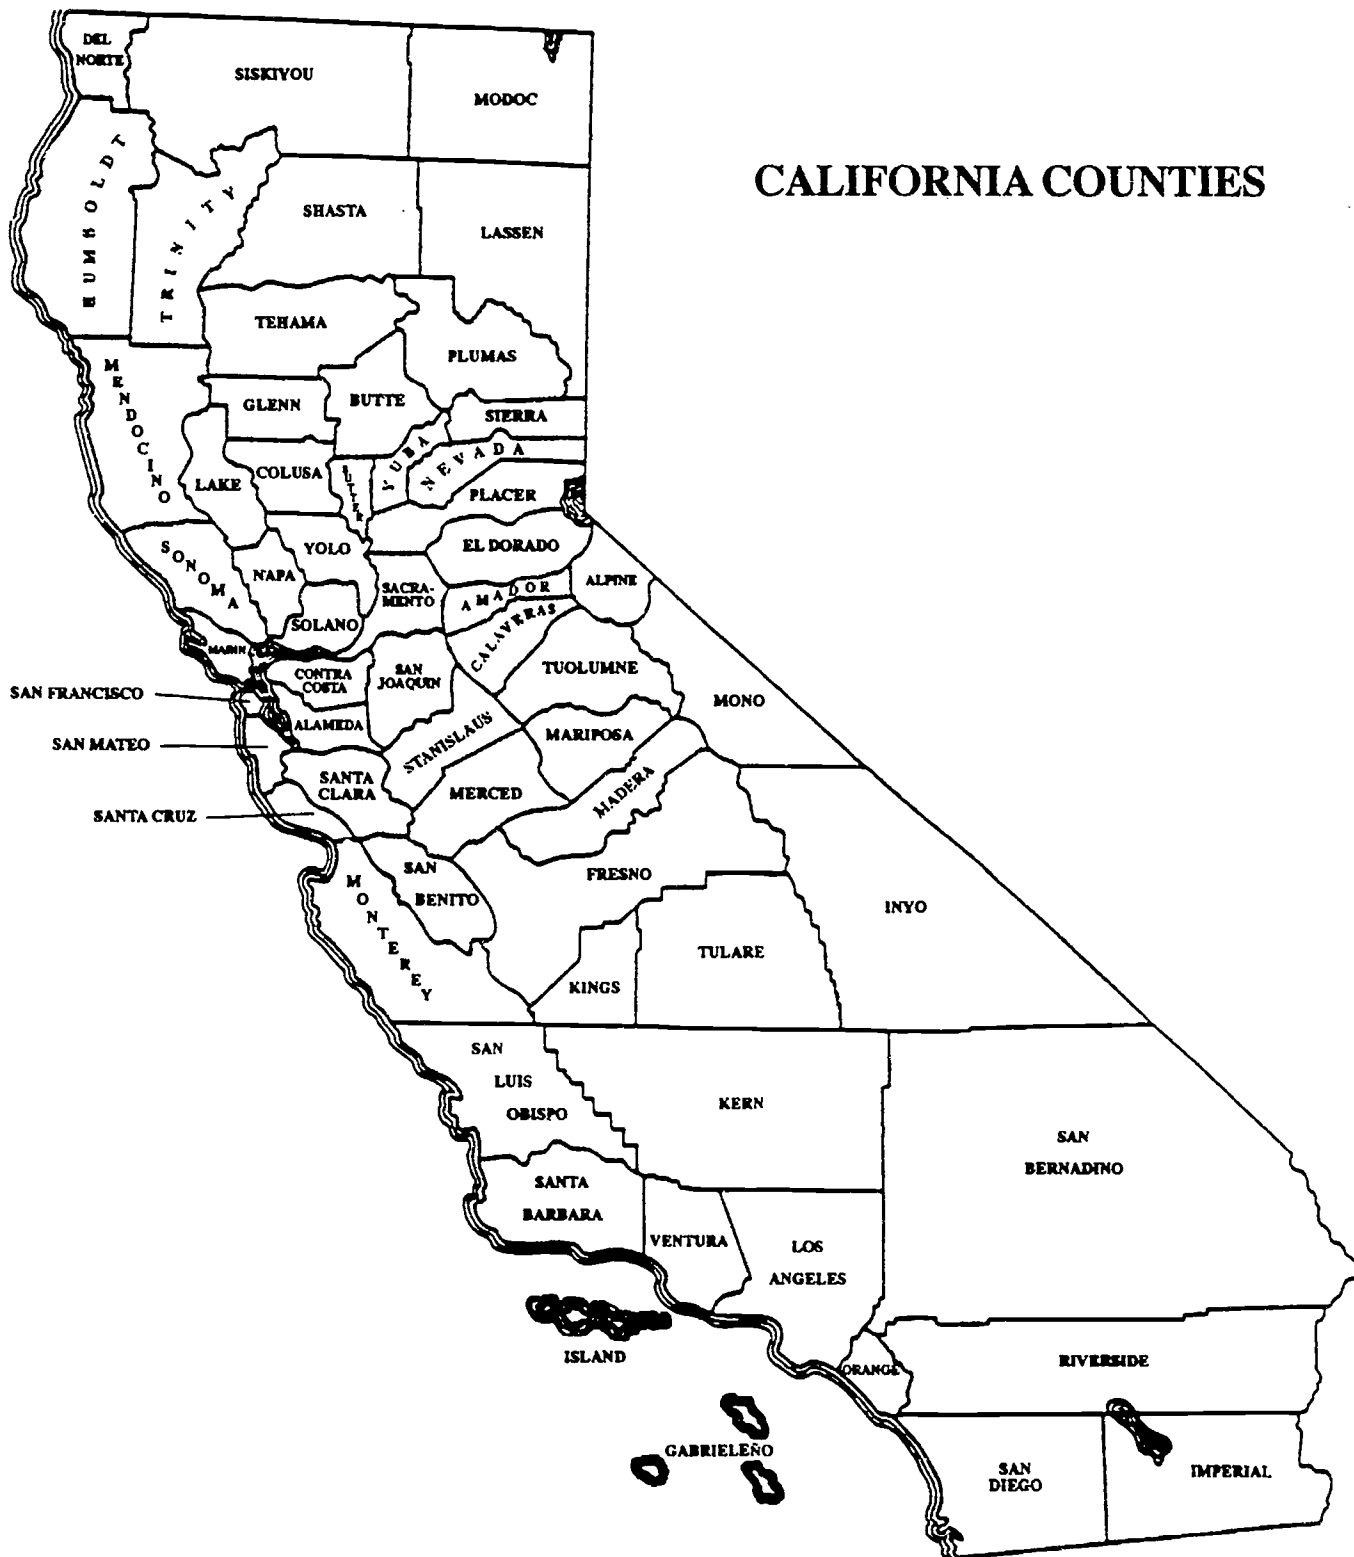 CALIFORNIA COUNTIES
DEL
NORTE
SISKIYOU
MODOC
HUMBOLDT
TRINITY
SHASTA
LASSEN
TEHAMA
PLUMAS
MENDOCINO
GLENN
BUTTE
SIERRA
YUBA
NEVADA
LAKE
COLUSA
SUTTER
PLACER
SONOMA
NAPA
YOLO
EL DORADO
SACRA-
MENTO
AMADOR
ALPINE
SOLANO
CALAVERAS
MARIN
CONTRA
COSTA
SAN
JOAQUIN
TUOLUMNE
MONO
SAN FRANCISCO
ALAMEDA
STANISLAUS
MARIPOSA
SAN MATEO
SANTA
CLARA
MERCED
MADERA
SANTA CRUZ
SAN
BENITO
FRESNO
MONTEREY
INYO
KINGS
TULARE
SAN
LUIS
OBISPO
KERN
SAN
BERNADINO
SANTA
BARBARA
VENTURA
LOS
ANGELES
ISLAND
ORANGE
RIVERSIDE
GABRIELEÑO
SAN
DIEGO
IMPERIAL